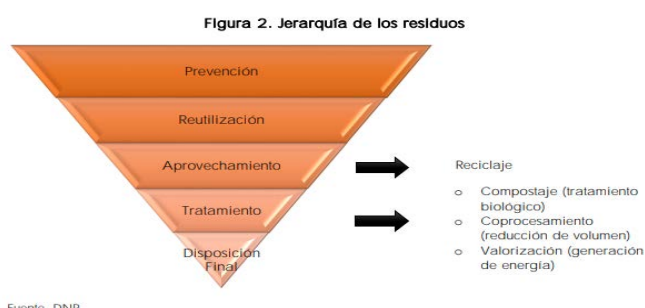 Figura 2. Jerarquía de los residuos
Prevención
Reutilización
Aprovechamiento
Tratamiento
Disposición
Final
Reciclaje
o Compostaje (tratamiento
biológico)
o Coprocesamiento
(reducción de volumen)
o Valorización (generación
de energía)
Fuente. DNP